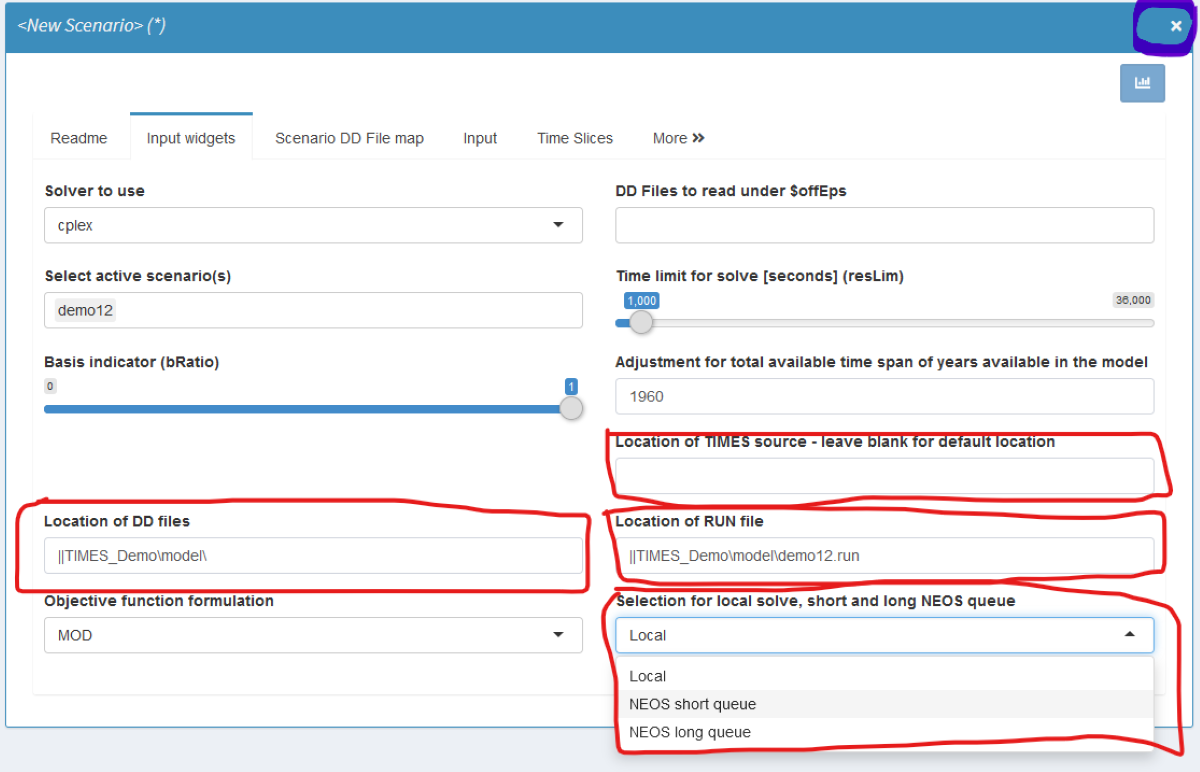 <New Scenario> (*)
×
Readme Input widgets Scenario DD File map Input Time Slices More »
Solver to use
cplex
DD Files to read under $offEps
Select active scenario(s)
demo12
Time limit for solve [seconds] (resLim)
1,000 36,000
Basis indicator (bRatio)
0 1
Adjustment for total available time span of years available in the model
1960
Location of TIMES source - leave blank for default location
Location of DD files
||TIMES_Demo\model\
Location of RUN file
||TIMES_Demo\model\demo12.run
Objective function formulation
MOD
Selection for local solve, short and long NEOS queue
Local
Local
NEOS short queue
NEOS long queue